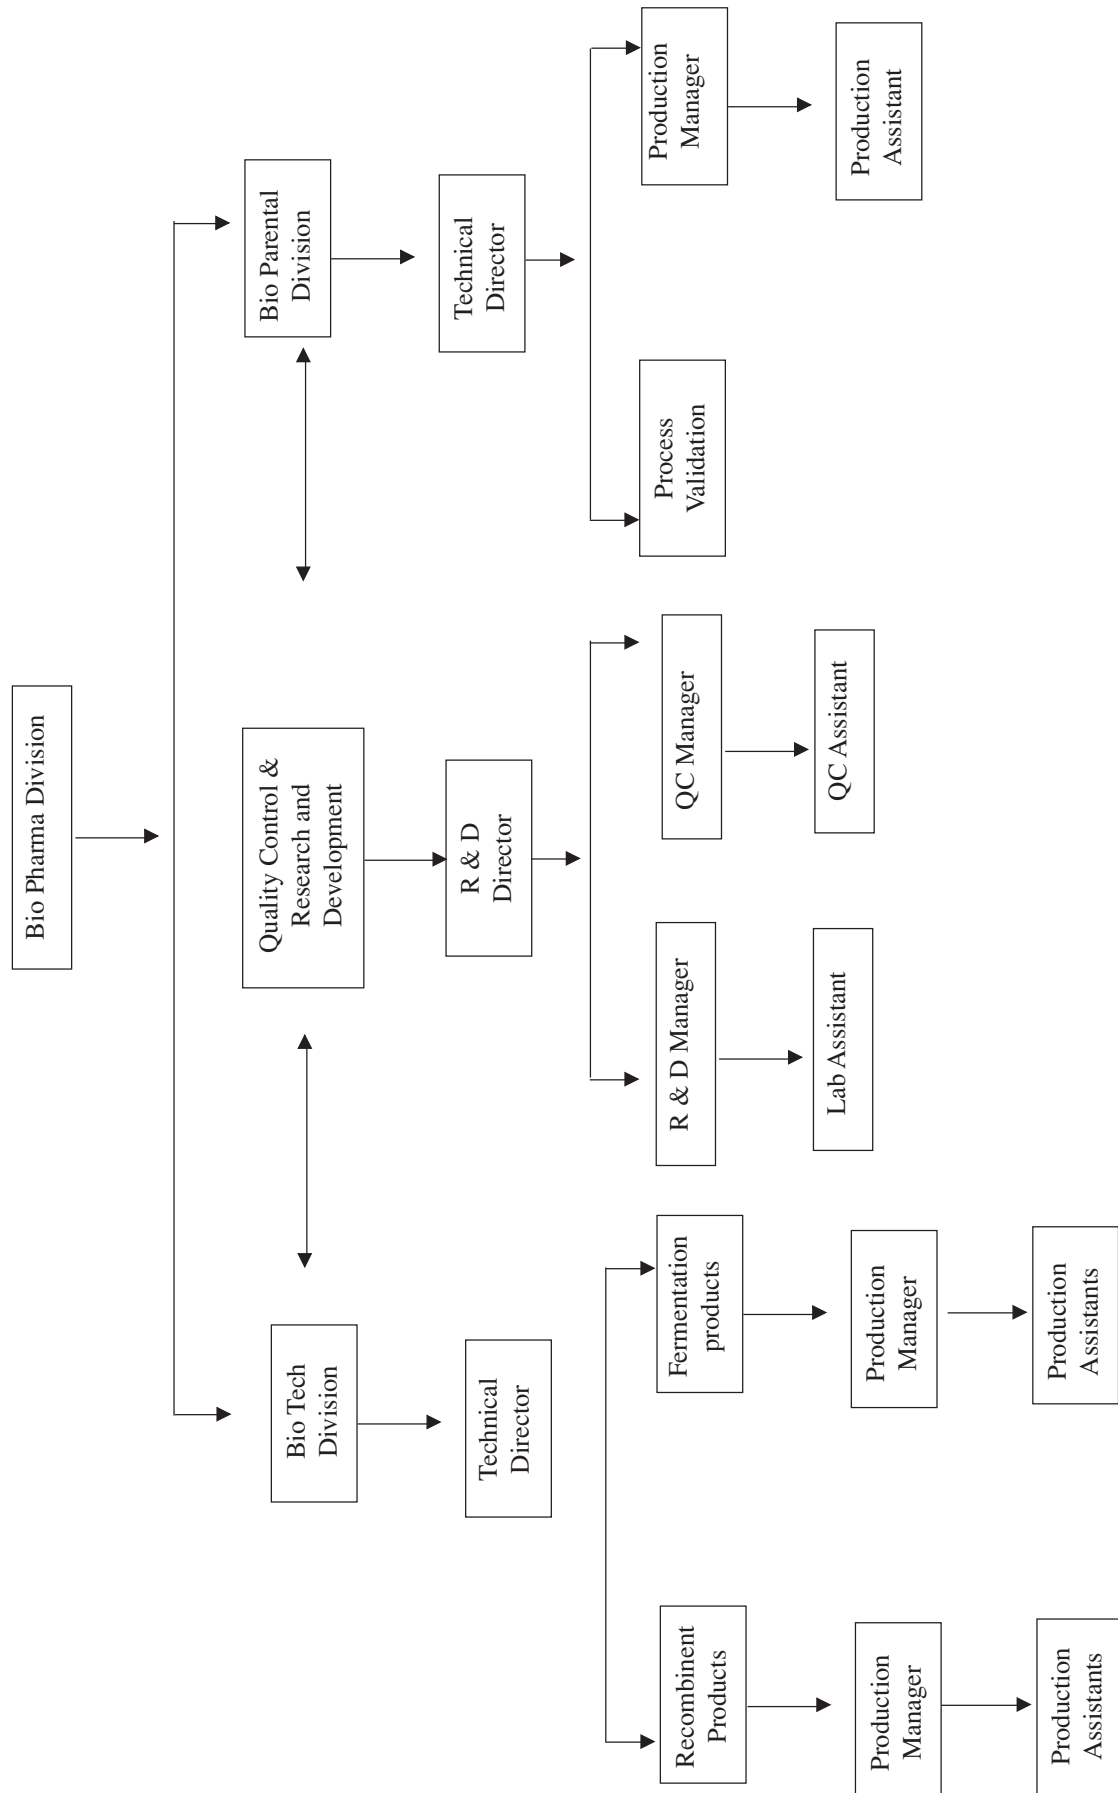 Bio Pharma Division
Bio Tech
Division
Quality Control &
Research and
Development
Bio Parental
Division
Technical
Director
R & D
Director
Technical
Director
Recombinent
Products
Fermentation
products
R & D Manager
QC Manager
Process
Validation
Production
Manager
Production
Manager
Production
Manager
Lab Assistant
QC Assistant
Production
Assistant
Production
Assistants
Production
Assistants